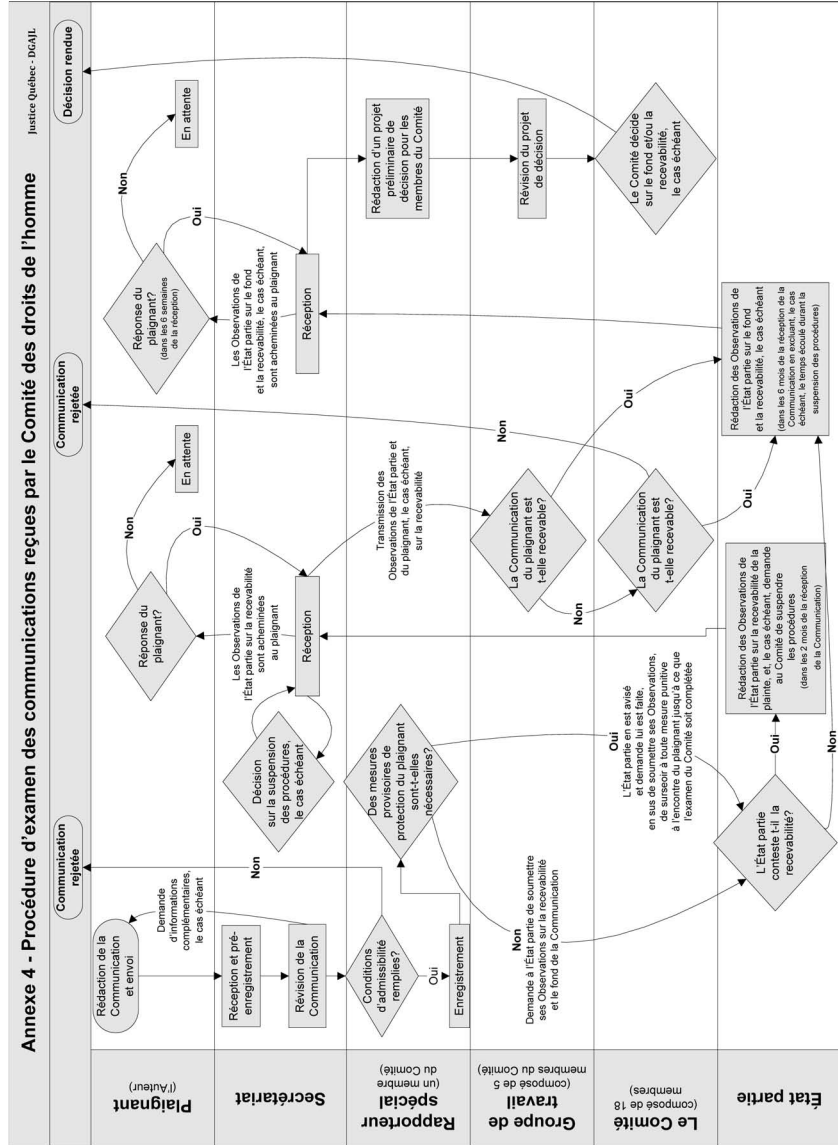 Annexe 4 - Procédure d'examen des communications reçues par le Comité des droits de l'homme
Justice Québec - DGAJL
Communication
rejetée
Communication
rejetée
Décision rendue
Plaignant
(l'Auteur)
Rédaction de la
Communication
et envoi
Demande
d'informations
complémentaires,
le cas échéant
Réponse du
plaignant?
Non
En attente
Oui
Les Observations de
l'État partie sur la recevabilité
sont acheminées
au plaignant
Réponse du
plaignant?
(dans les 6 semaines
de la réception)
Non
En attente
Oui
Les Observations de
l'État partie sur le fond
et la recevabilité, le cas échéant,
sont acheminées au plaignant
Secrétariat
Réception et pré-
enregistrement
Révision de la
Communication
Non
Décision
sur la suspension
des procédures,
le cas échéant
Réception
Réception
Rapporteur
spécial
(un membre
du Comité)
Conditions
d'admissibilité
remplies?
Oui
Enregistrement
Des mesures
provisoires de
protection du plaignant
sont-t-elles
nécessaires?
Transmission des
Observations de l'État partie et
du plaignant, le cas échéant,
sur la recevabilité
Rédaction d'un projet
préliminaire de
décision pour les
membres du Comité
Groupe de
travail
(composé de 5
membres du Comité)
Non
Demande à l'État partie de soumettre
ses Observations sur la recevabilité
et le fond de la Communication
La Communication
du plaignant est
t-elle recevable?
Non
Non
Oui
Révision du projet
de décision
Le Comité
(composé de 18
membres)
Oui
L'État partie en est avisé
et demande lui est faite,
en sus de soumettre ses Observations,
de surseoir à toute mesure punitive
à l'encontre du plaignant jusqu'à ce que
l'examen du Comité soit complétée
La Communication
du plaignant est
t-elle recevable?
Oui
Le Comité décide
sur le fond et/ou la
recevabilité,
le cas échéant
État partie
L'État partie
conteste t-il la
recevabilité?
Oui
Non
Rédaction des Observations de
l'État partie sur la recevabilité de la
plainte, et, le cas échéant, demande
au Comité de suspendre
les procédures
(dans les 2 mois de la réception
de la Communication)
Rédaction des Observations de
l'État partie sur le fond
et la recevabilité, le cas échéant
(dans les 6 mois de la réception de la
Communication en excluant, le cas
échéant, le temps écoulé durant la
suspension des procédures)